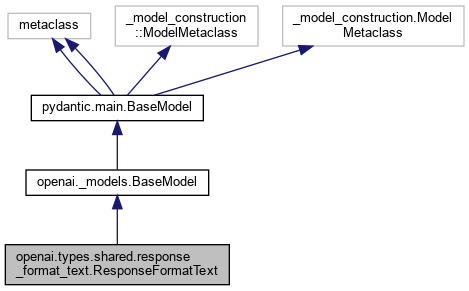 metaclass
_model_construction
::ModelMetaclass
_model_construction.Model
Metaclass
pydantic.main.BaseModel
openai._models.BaseModel
openai.types.shared.response
_format_text.ResponseFormatText